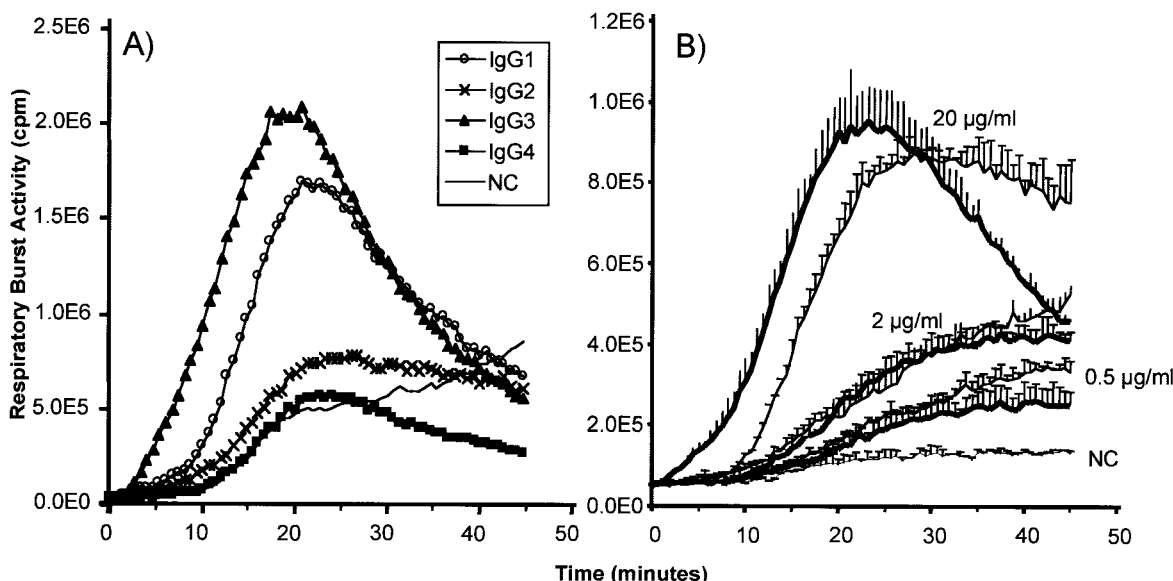 A)
2.5E6
2.0E6
1.5E6
1.0E6
5.0E5
0.0E0
0 10 20 30 40 50
IgG1
IgG2
IgG3
IgG4
NC
Respiratory Burst Activity (cpm)
B)
1.2E6
1.0E6
8.0E5
6.0E5
4.0E5
2.0E5
0.0E0
0 10 20 30 40 50
20 µg/ml
2 µg/ml
0.5 µg/ml
NC
Time (minutes)